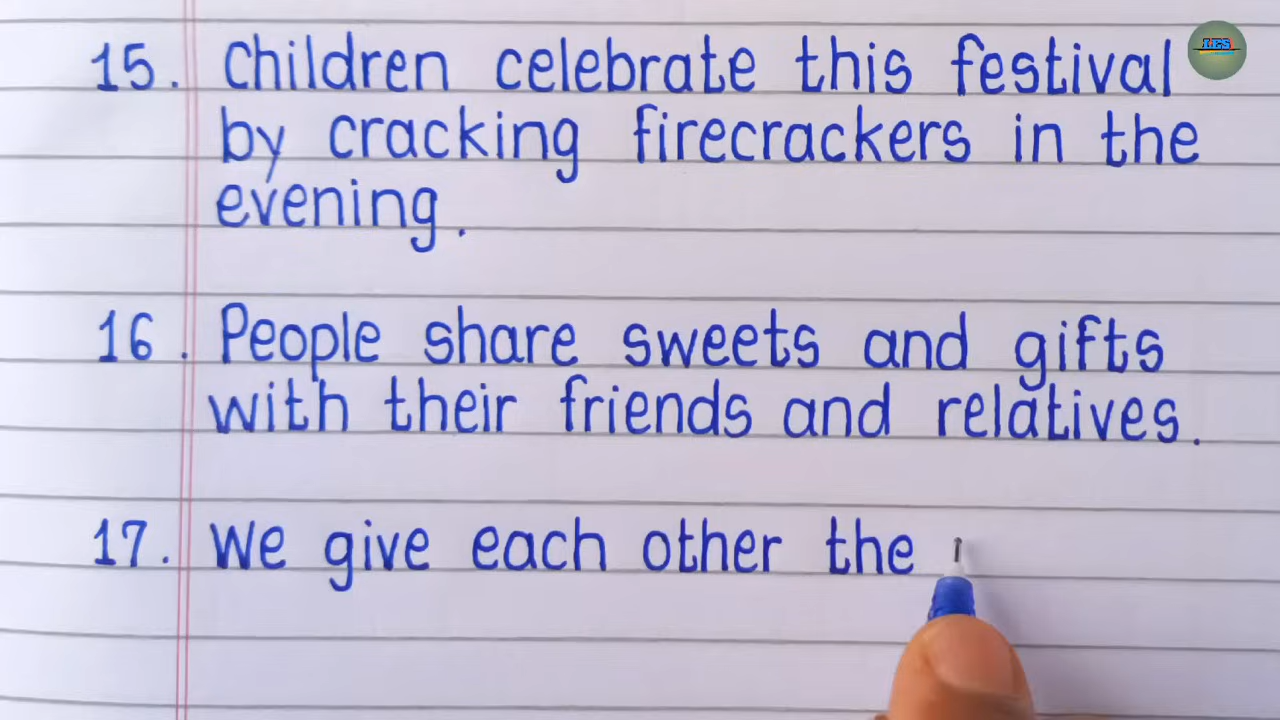 15. Children celebrate this festival
by cracking firecrackers in the
evening.
16. People share sweets and gifts
with their friends and relatives.
17. We give each other the